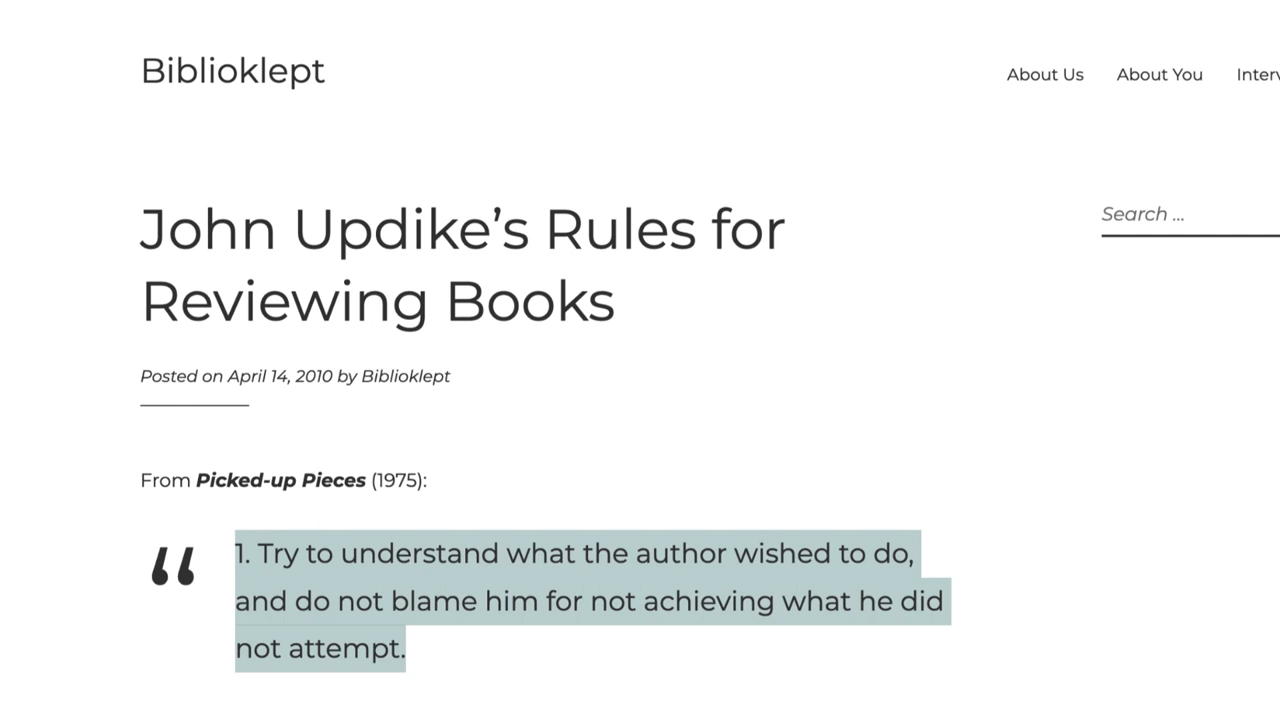 Biblioklept
About Us About You Interv
Search ...
John Updike’s Rules for
Reviewing Books
Posted on April 14, 2010 by Biblioklept
From Picked-up Pieces (1975):
“ 1. Try to understand what the author wished to do,
and do not blame him for not achieving what he did
not attempt.